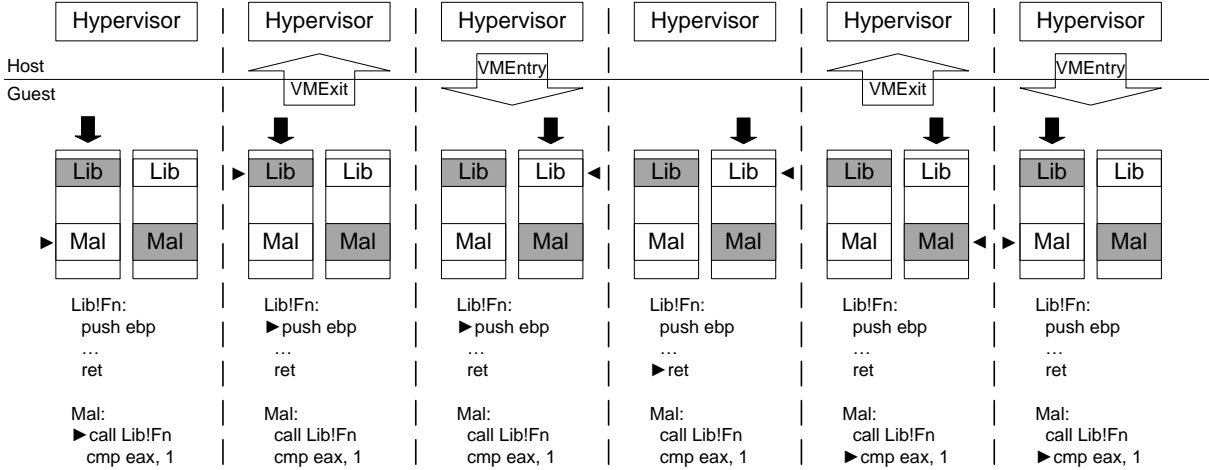 Hypervisor Hypervisor Hypervisor Hypervisor Hypervisor Hypervisor
Host VMEntry VMEntry
Guest VMExit VMExit
Lib Lib Lib Lib Lib Lib Lib Lib Lib Lib Lib Lib
Mal Mal Mal Mal Mal Mal Mal Mal Mal Mal Mal Mal
Lib!Fn: Lib!Fn: Lib!Fn: Lib!Fn: Lib!Fn: Lib!Fn:
push ebp ►push ebp ►push ebp push ebp push ebp push ebp
… … … … … …
ret ret ret ►ret ret ret
Mal: Mal: Mal: Mal: Mal: Mal:
►call Lib!Fn call Lib!Fn call Lib!Fn call Lib!Fn call Lib!Fn call Lib!Fn
cmp eax, 1 cmp eax, 1 cmp eax, 1 cmp eax, 1 ►cmp eax, 1 ►cmp eax, 1